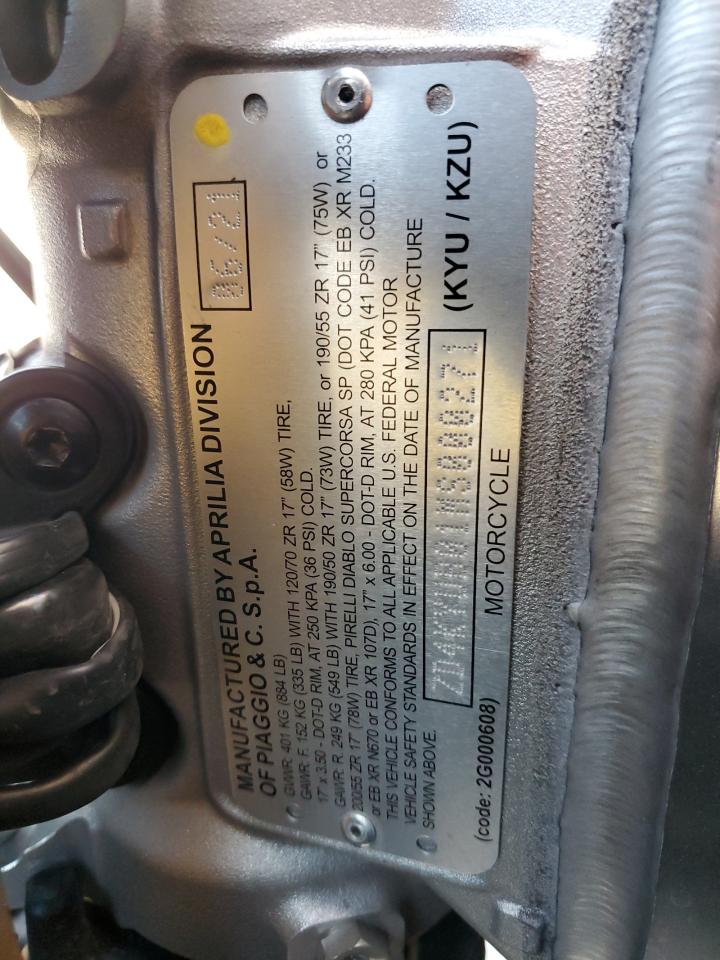 MANUFACTURED BY APRILIA DIVISION 06/21
OF PIAGGIO & C. S.p.A.
GVWR: 401 KG (884 LB)
GAWR: F. 152 KG (335 LB) WITH 120/70 ZR 17" (58W) TIRE,
17" x 3.50 - DOT-D RIM, AT 250 KPA (36 PSI) COLD.
GAWR: R. 249 KG (549 LB) WITH 190/50 ZR 17" (73W) TIRE, or 190/55 ZR 17" (75W) or
200/55 ZR 17 (78W) TIRE, PIRELLI DIABLO SUPERCORSA SP (DOT CODE EB XR M233
or EB XR N670 or EB XR 107D), 17" x 6.00 - DOT-D RIM, AT 280 KPA (41 PSI) COLD.
THIS VEHICLE CONFORMS TO ALL APPLICABLE U.S. FEDERAL MOTOR
VEHICLE SAFETY STANDARDS IN EFFECT ON THE DATE OF MANUFACTURE
SHOWN ABOVE.
(KYU / KZU)
(code: 2G000608) MOTORCYCLE